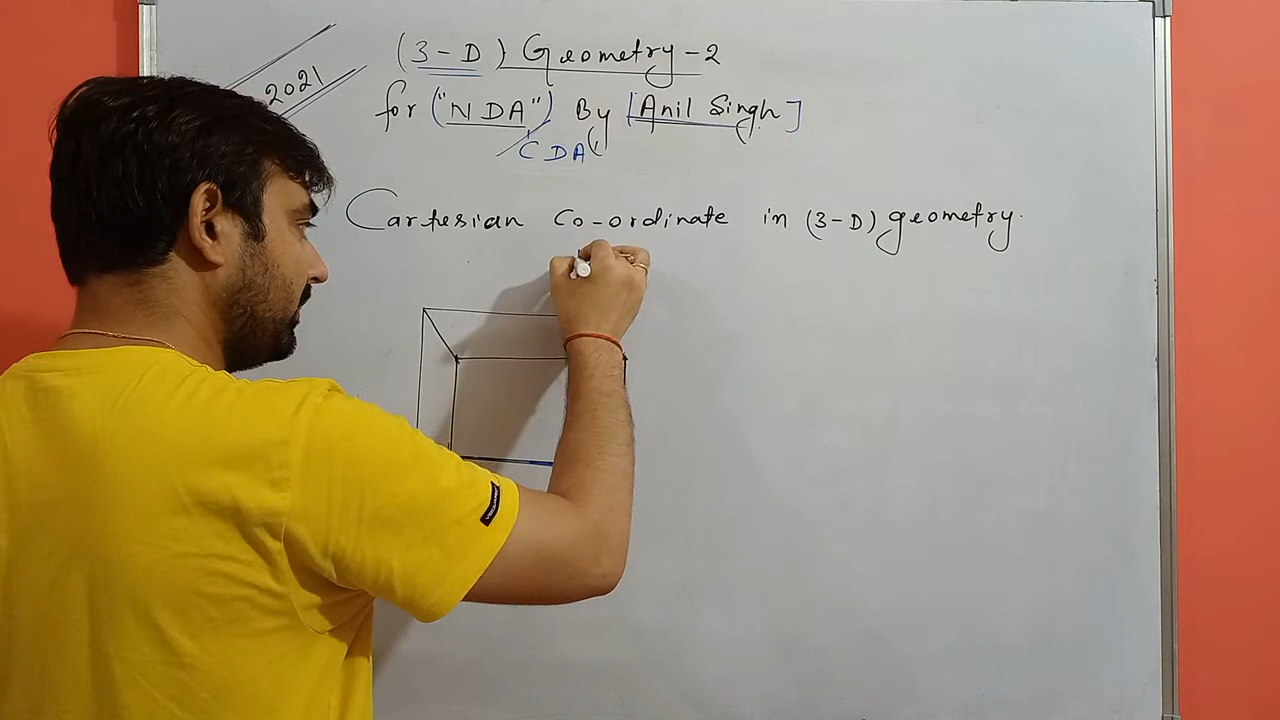 2021
(3-D) Geometry-2
for ("NDA") By [Anil Singh]
CDA
Cartesian Co-ordinate in (3-D) geometry.